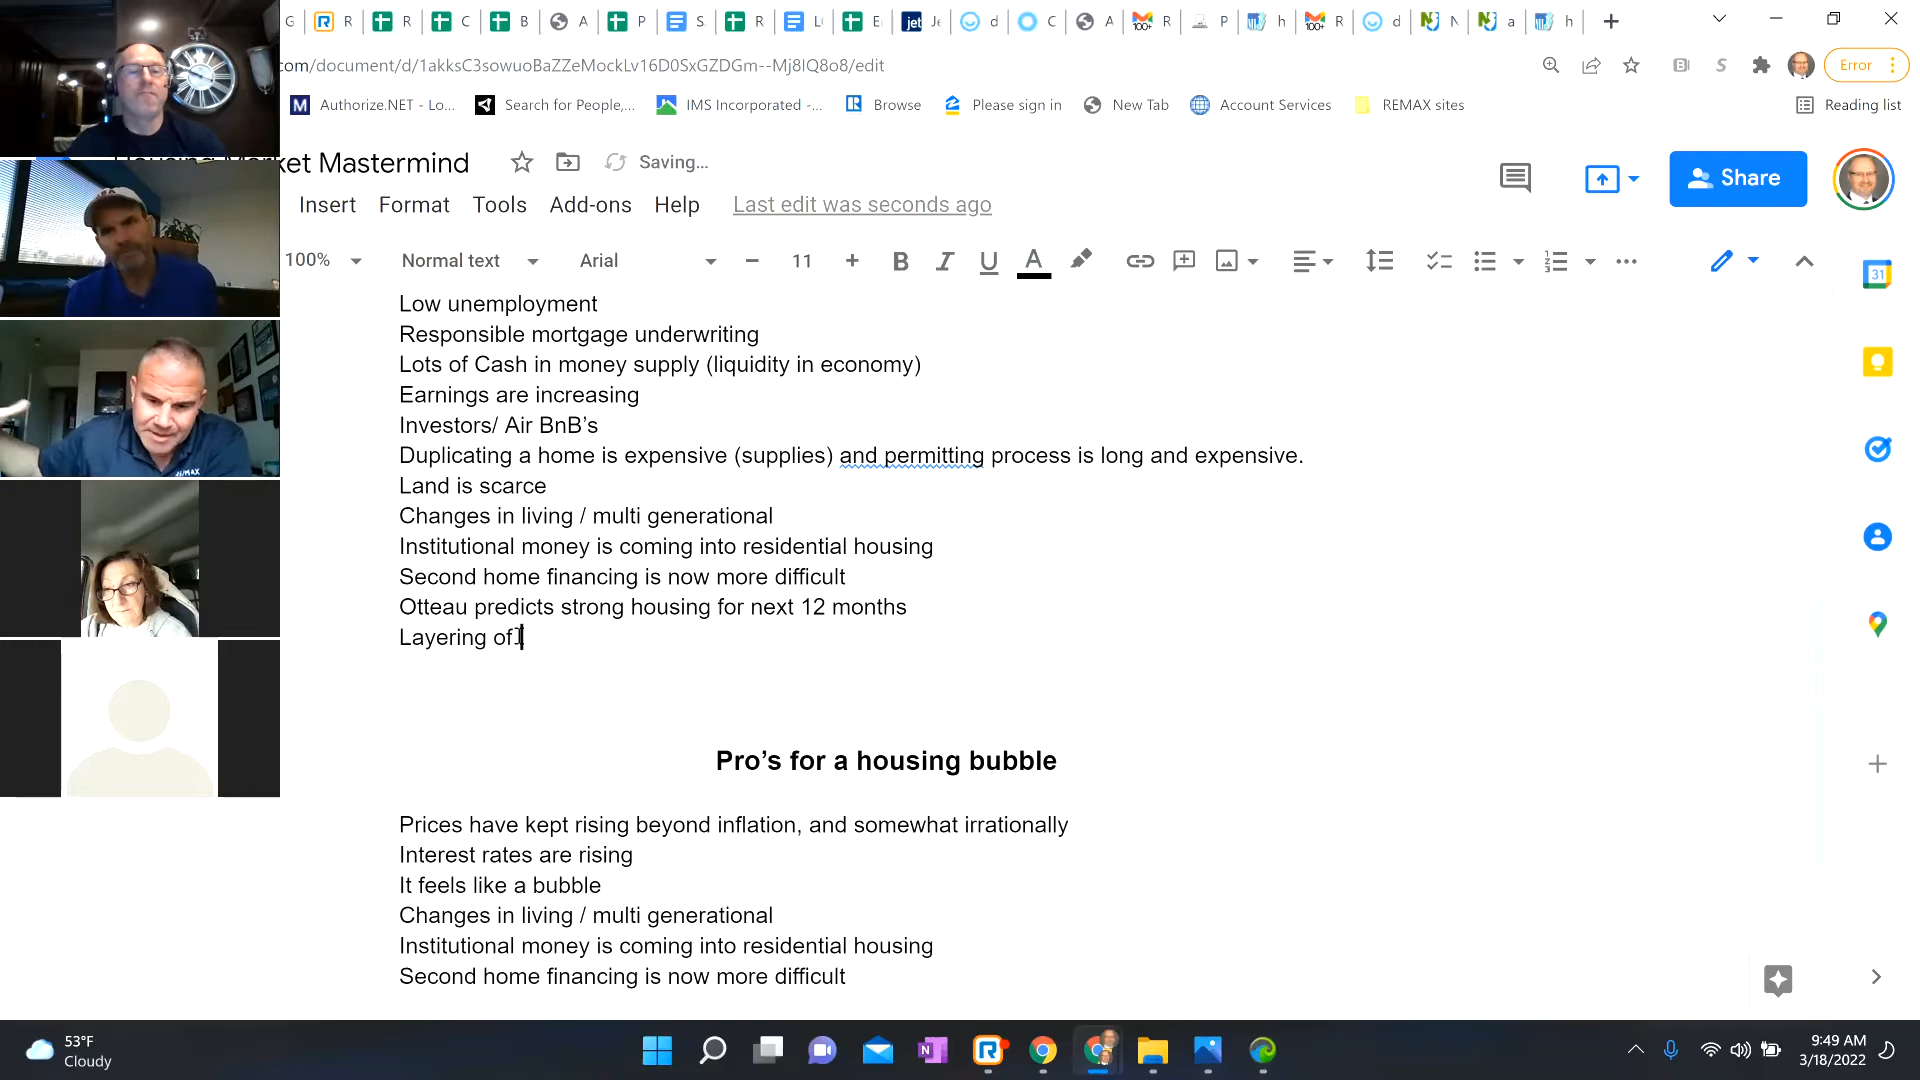 G R R C B A P S R L E jet Je d C A R P h R d N a h
com/document/d/1akksC3sowuoBaZZeMockLv16D0SxGZDGm--Mj8IQ8o8/edit
Error
M Authorize.NET - Lo... Search for People,... IMS Incorporated -... Browse Please sign in New Tab Account Services REMAX sites Reading list
ket Mastermind Saving...
Share
Insert Format Tools Add-ons Help Last edit was seconds ago
100% Normal text Arial 11 B I U A
31
Low unemployment
Responsible mortgage underwriting
Lots of Cash in money supply (liquidity in economy)
Earnings are increasing
Investors/ Air BnB’s
Duplicating a home is expensive (supplies) and permitting process is long and expensive.
Land is scarce
Changes in living / multi generational
Institutional money is coming into residential housing
Second home financing is now more difficult
Otteau predicts strong housing for next 12 months
Layering of
Pro’s for a housing bubble
Prices have kept rising beyond inflation, and somewhat irrationally
Interest rates are rising
It feels like a bubble
Changes in living / multi generational
Institutional money is coming into residential housing
Second home financing is now more difficult
53°F
Cloudy
9:49 AM
3/18/2022